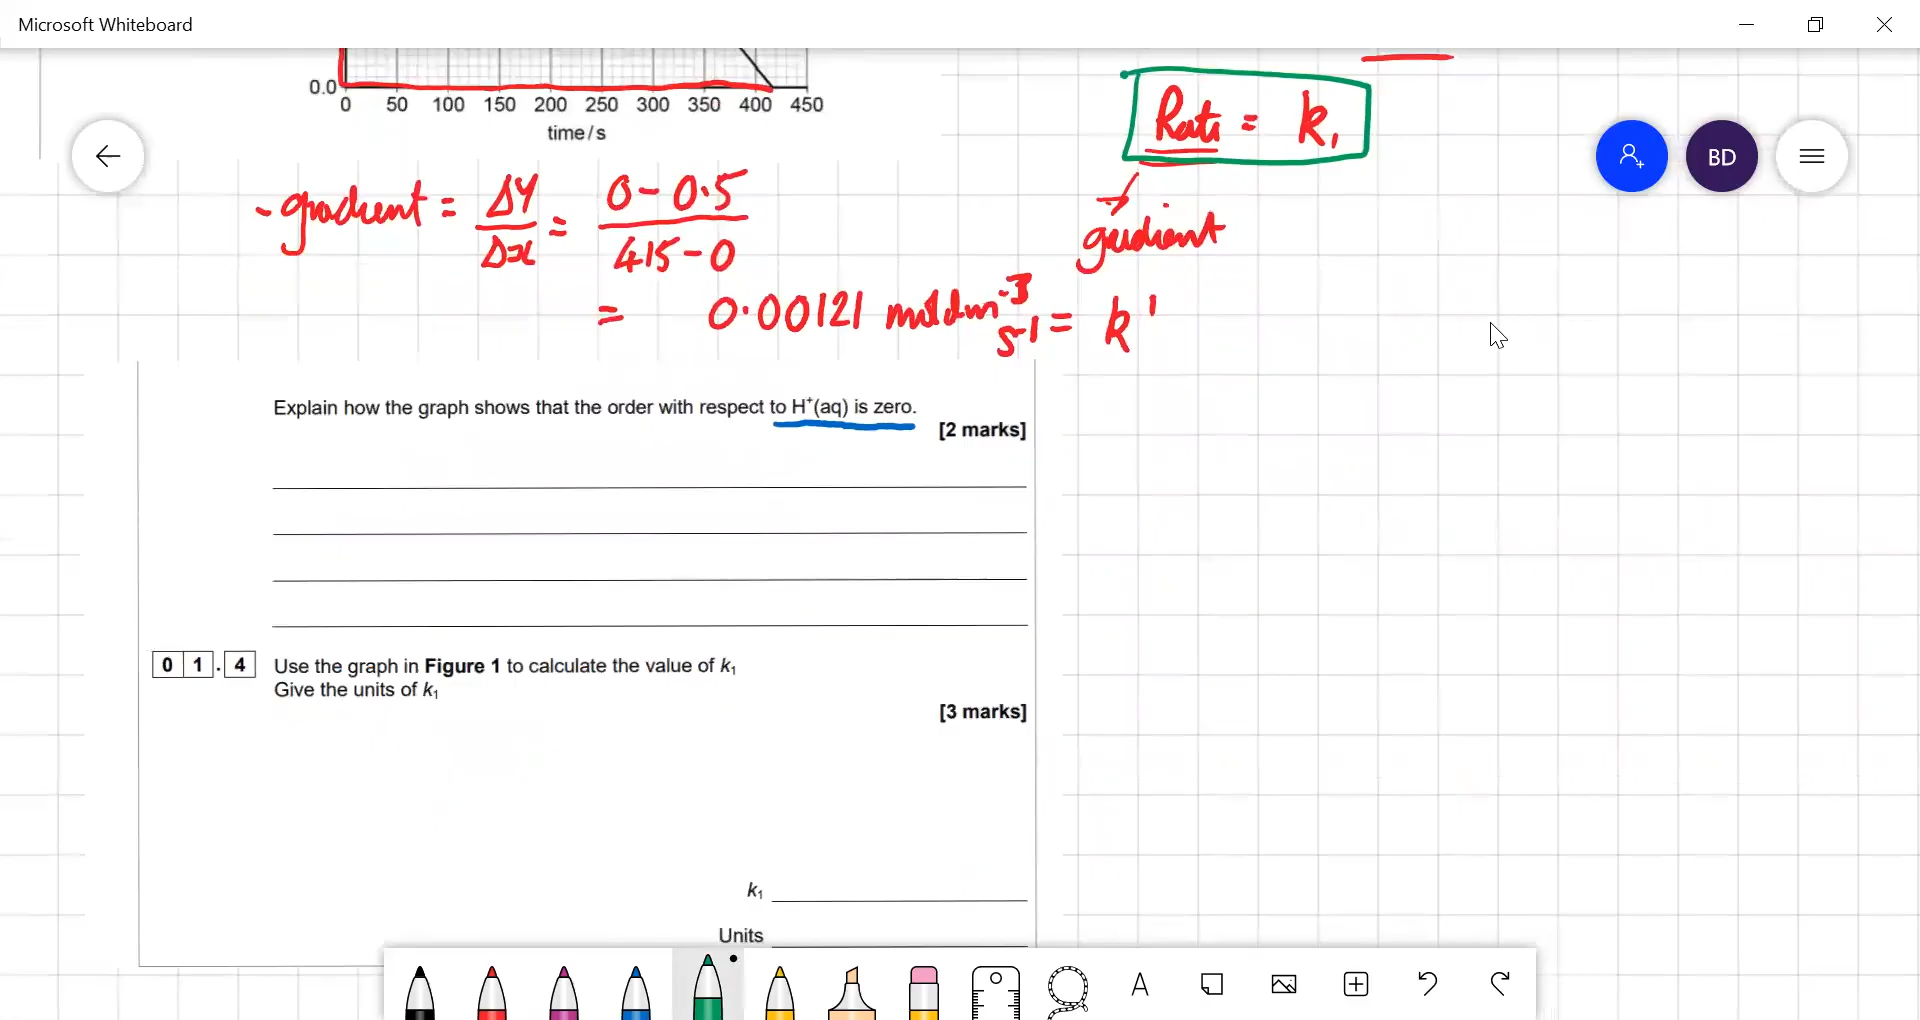 Microsoft Whiteboard
0.0
0 50 100 150 200 250 300 350 400 450
time / s
Rate = k₁
- gradient = ΔY/Δx = 0 - 0.5 / 415 - 0
gradient
= 0.00121 moldm⁻³ s⁻¹ = k'
BD
Explain how the graph shows that the order with respect to H⁺(aq) is zero.
[2 marks]
0 1 . 4 Use the graph in Figure 1 to calculate the value of k₁
Give the units of k₁
[3 marks]
k₁
Units
A